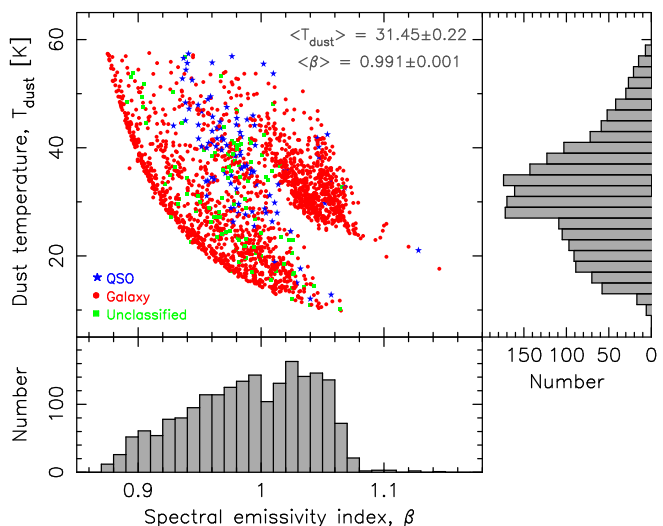 <T_dust> = 31.45±0.22
<β> = 0.991±0.001
Dust temperature, T_dust [K]
60
40
20
QSO
Galaxy
Unclassified
150 100 50 0
Number
Number
100
0
0.9 1 1.1
Spectral emissivity index, β